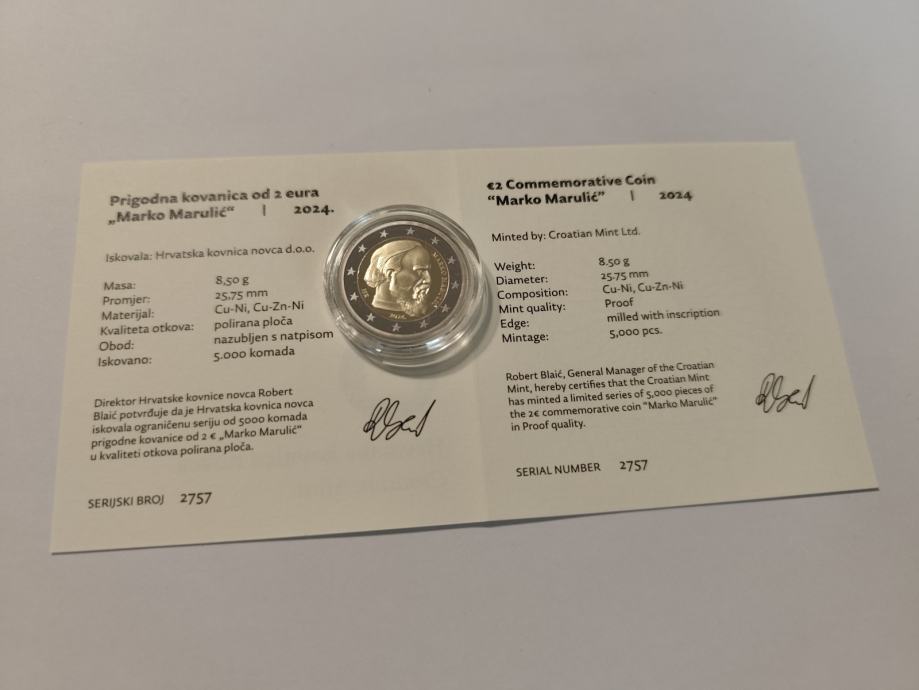 Prigodna kovanica od 2 eura
„Marko Marulić“ | 2024.
Iskovala: Hrvatska kovnica novca d.o.o.
Masa: 8,50 g
Promjer: 25,75 mm
Materijal: Cu-Ni, Cu-Zn-Ni
Kvaliteta otkova: polirana ploča
Obod: nazubljen s natpisom
Iskovano: 5.000 komada
Direktor Hrvatske kovnice novca Robert
Blaić potvrđuje da je Hrvatska kovnica novca
iskovala ograničenu seriju od 5000 komada
prigodne kovanice od 2 € „Marko Marulić“
u kvaliteti otkova polirana ploča.
SERIJSKI BROJ 2757
MARKO MARULIĆ
€2 Commemorative Coin
“Marko Marulić” | 2024
Minted by: Croatian Mint Ltd.
Weight: 8.50 g
Diameter: 25.75 mm
Composition: Cu-Ni, Cu-Zn-Ni
Mint quality: Proof
Edge: milled with inscription
Mintage: 5,000 pcs.
Robert Blaić, General Manager of the Croatian
Mint, hereby certifies that the Croatian Mint
has minted a limited series of 5,000 pieces of
the 2€ commemorative coin “Marko Marulić”
in Proof quality.
SERIAL NUMBER 2757